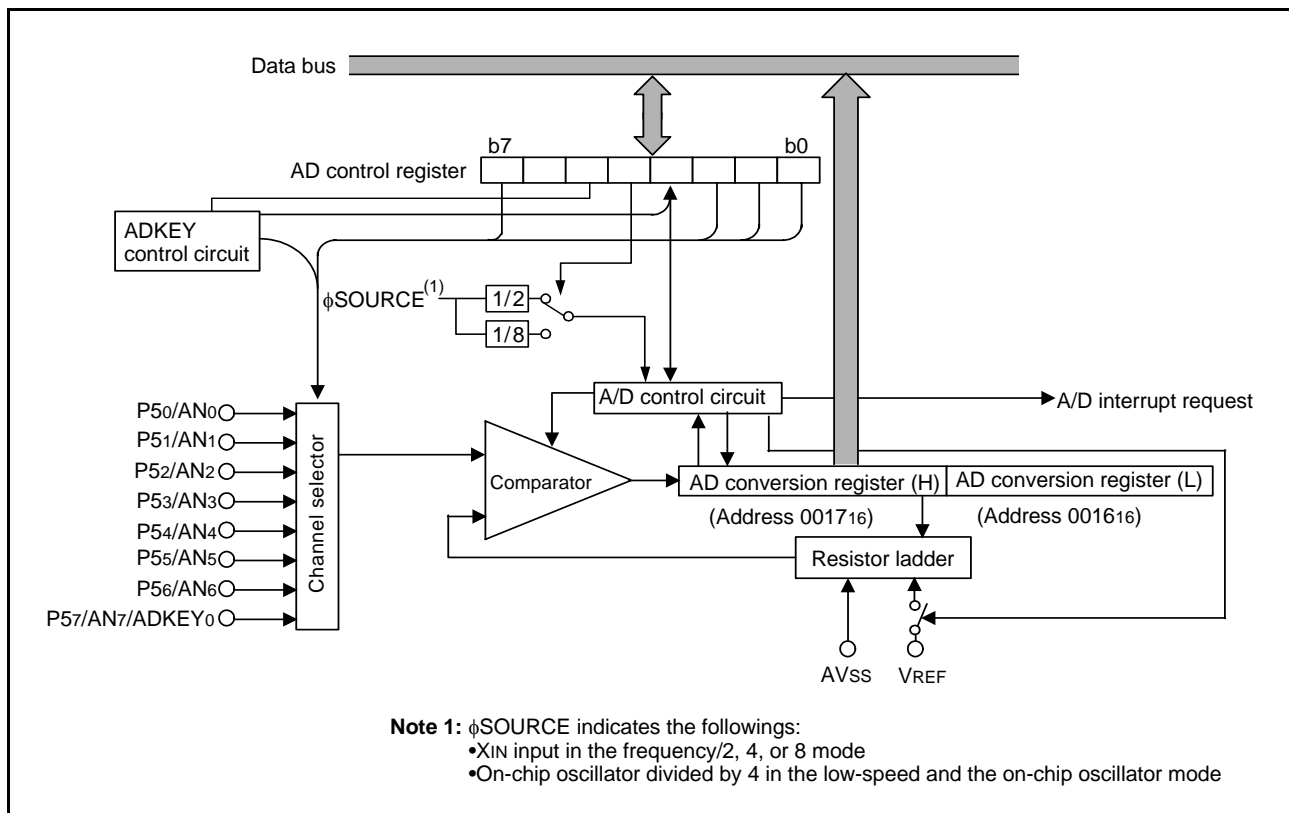 Data bus
b7
b0
AD control register
ADKEY
control circuit
ϕSOURCE(1)
1/2
1/8
A/D control circuit
A/D interrupt request
P50/AN0
P51/AN1
P52/AN2
P53/AN3
P54/AN4
P55/AN5
P56/AN6
P57/AN7/ADKEY0
Channel selector
Comparator
AD conversion register (H)
AD conversion register (L)
(Address 001716)
(Address 001616)
Resistor ladder
AVSS
VREF
Note 1: ϕSOURCE indicates the followings:
•XIN input in the frequency/2, 4, or 8 mode
•On-chip oscillator divided by 4 in the low-speed and the on-chip oscillator mode